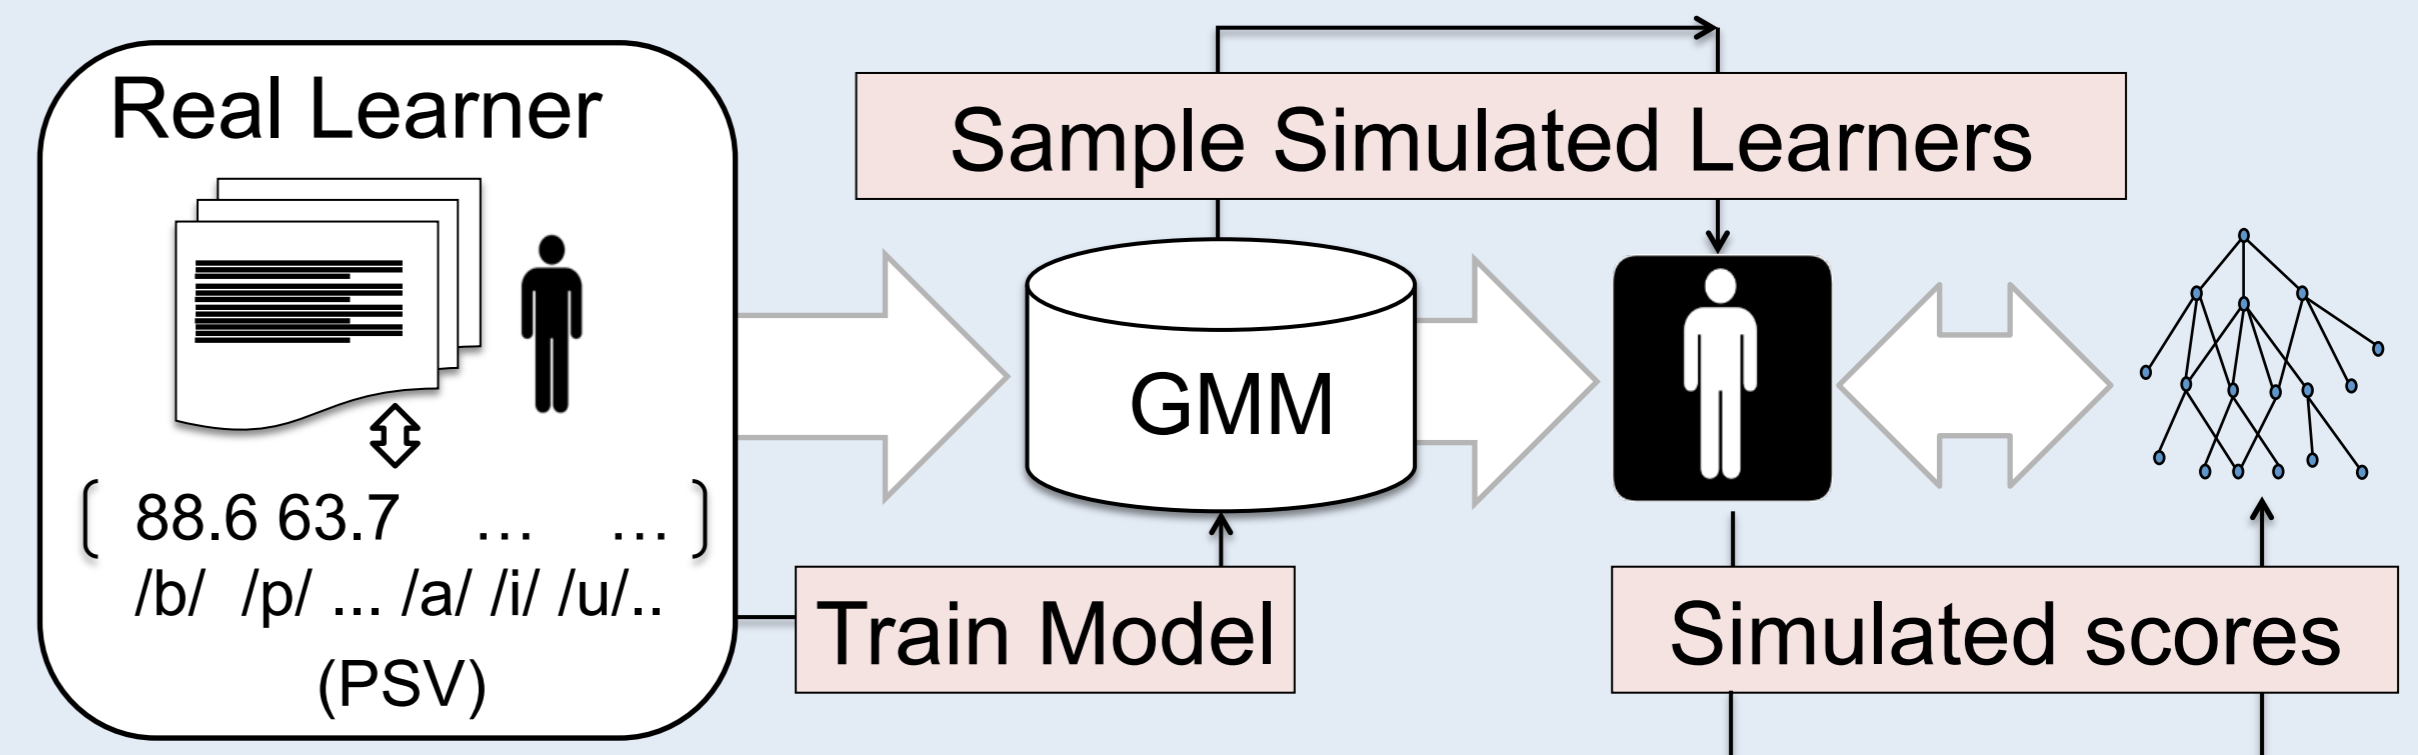 Real Learner
88.6 63.7 ... ...
/b/ /p/ ... /a/ /i/ /u/..
(PSV)
Sample Simulated Learners
GMM
Train Model
Simulated scores